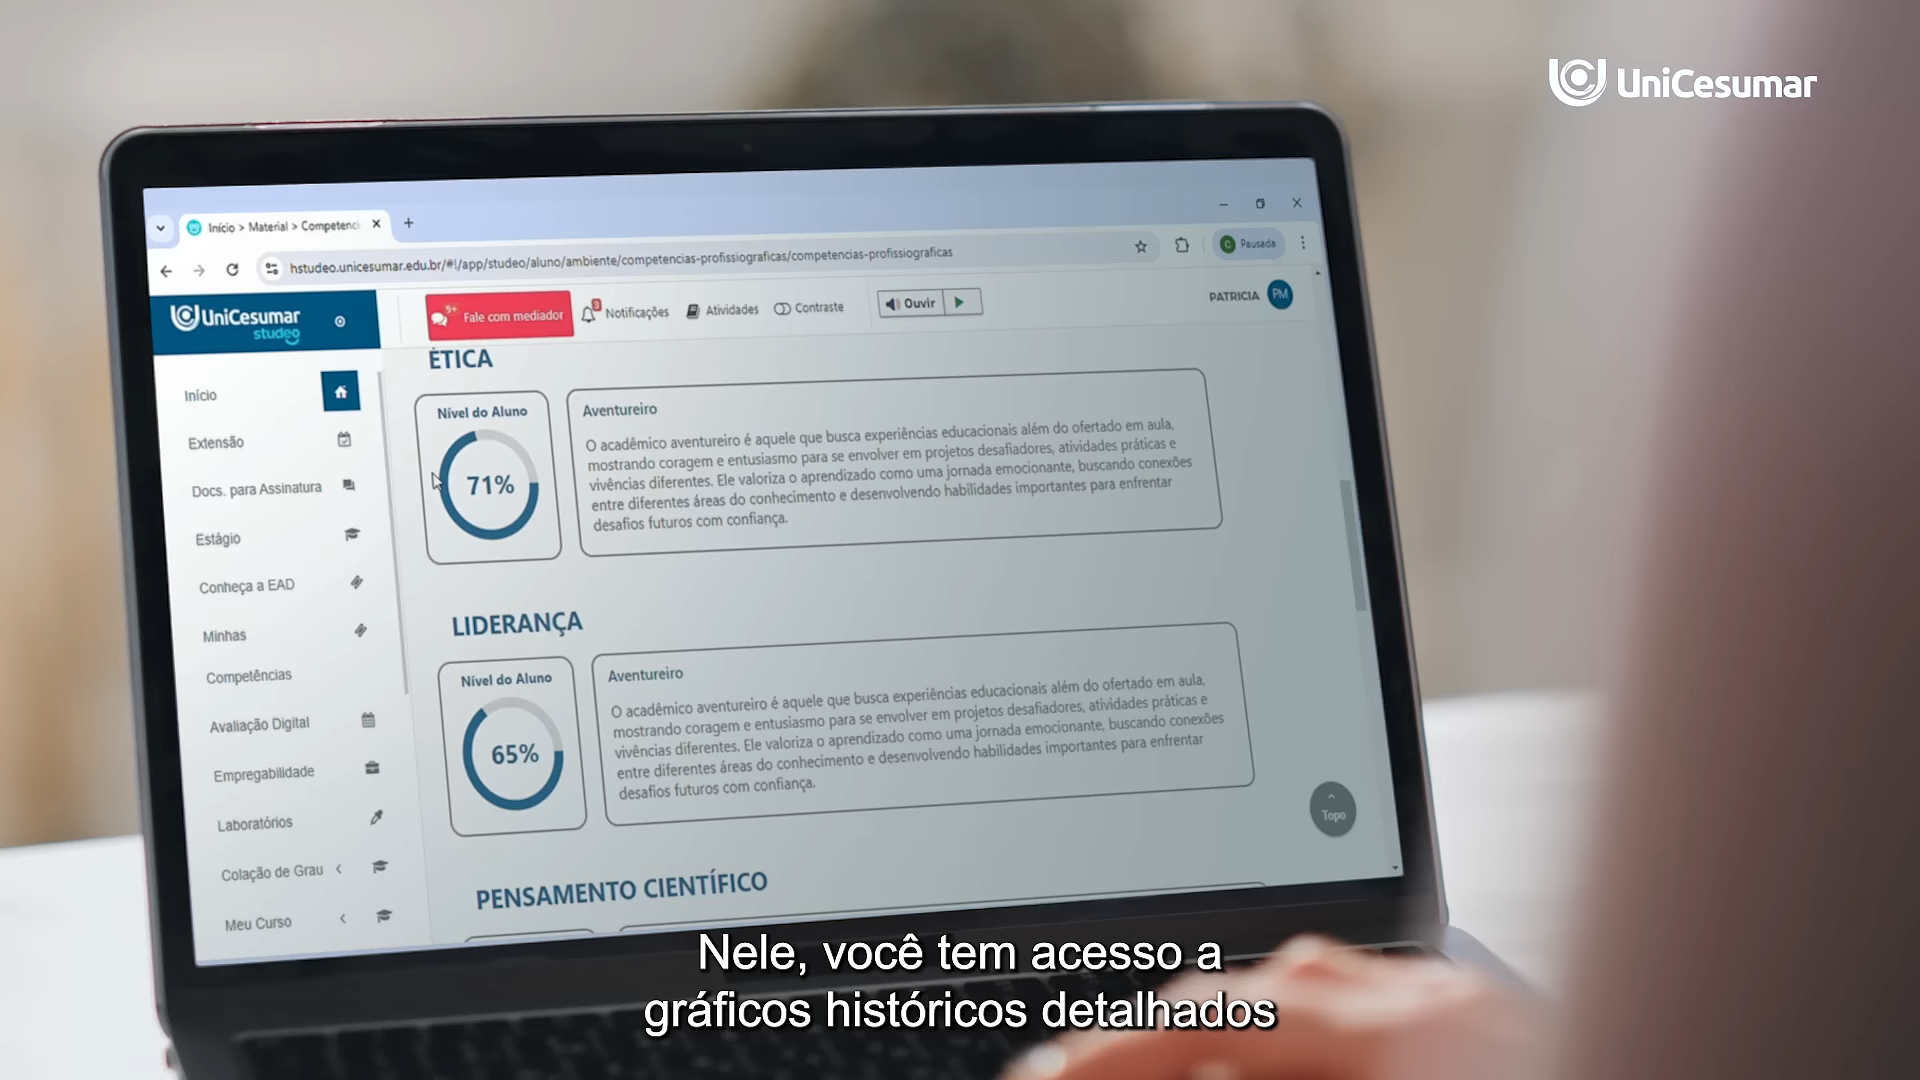 UniCesumar
Início > Material > Competenci
hstudeo.unicesumar.edu.br/#!/app/studeo/aluno/ambiente/competencias-profissiograficas/competencias-profissiograficas
C Pausada
UniCesumar
studeo
9+ Fale com mediador
3 Notificações
Atividades
Contraste
Ouvir
PATRICIA PM
Início
Extensão
Docs. para Assinatura
Estágio
Conheça a EAD
Minhas
Competências
Avaliação Digital
Empregabilidade
Laboratórios
Colação de Grau
Meu Curso
ÉTICA
Nível do Aluno
71%
Aventureiro
O acadêmico aventureiro é aquele que busca experiências educacionais além do ofertado em aula,
mostrando coragem e entusiasmo para se envolver em projetos desafiadores, atividades práticas e
vivências diferentes. Ele valoriza o aprendizado como uma jornada emocionante, buscando conexões
entre diferentes áreas do conhecimento e desenvolvendo habilidades importantes para enfrentar
desafios futuros com confiança.
LIDERANÇA
Nível do Aluno
65%
Aventureiro
O acadêmico aventureiro é aquele que busca experiências educacionais além do ofertado em aula,
mostrando coragem e entusiasmo para se envolver em projetos desafiadores, atividades práticas e
vivências diferentes. Ele valoriza o aprendizado como uma jornada emocionante, buscando conexões
entre diferentes áreas do conhecimento e desenvolvendo habilidades importantes para enfrentar
desafios futuros com confiança.
Topo
PENSAMENTO CIENTÍFICO
Nele, você tem acesso a
gráficos históricos detalhados